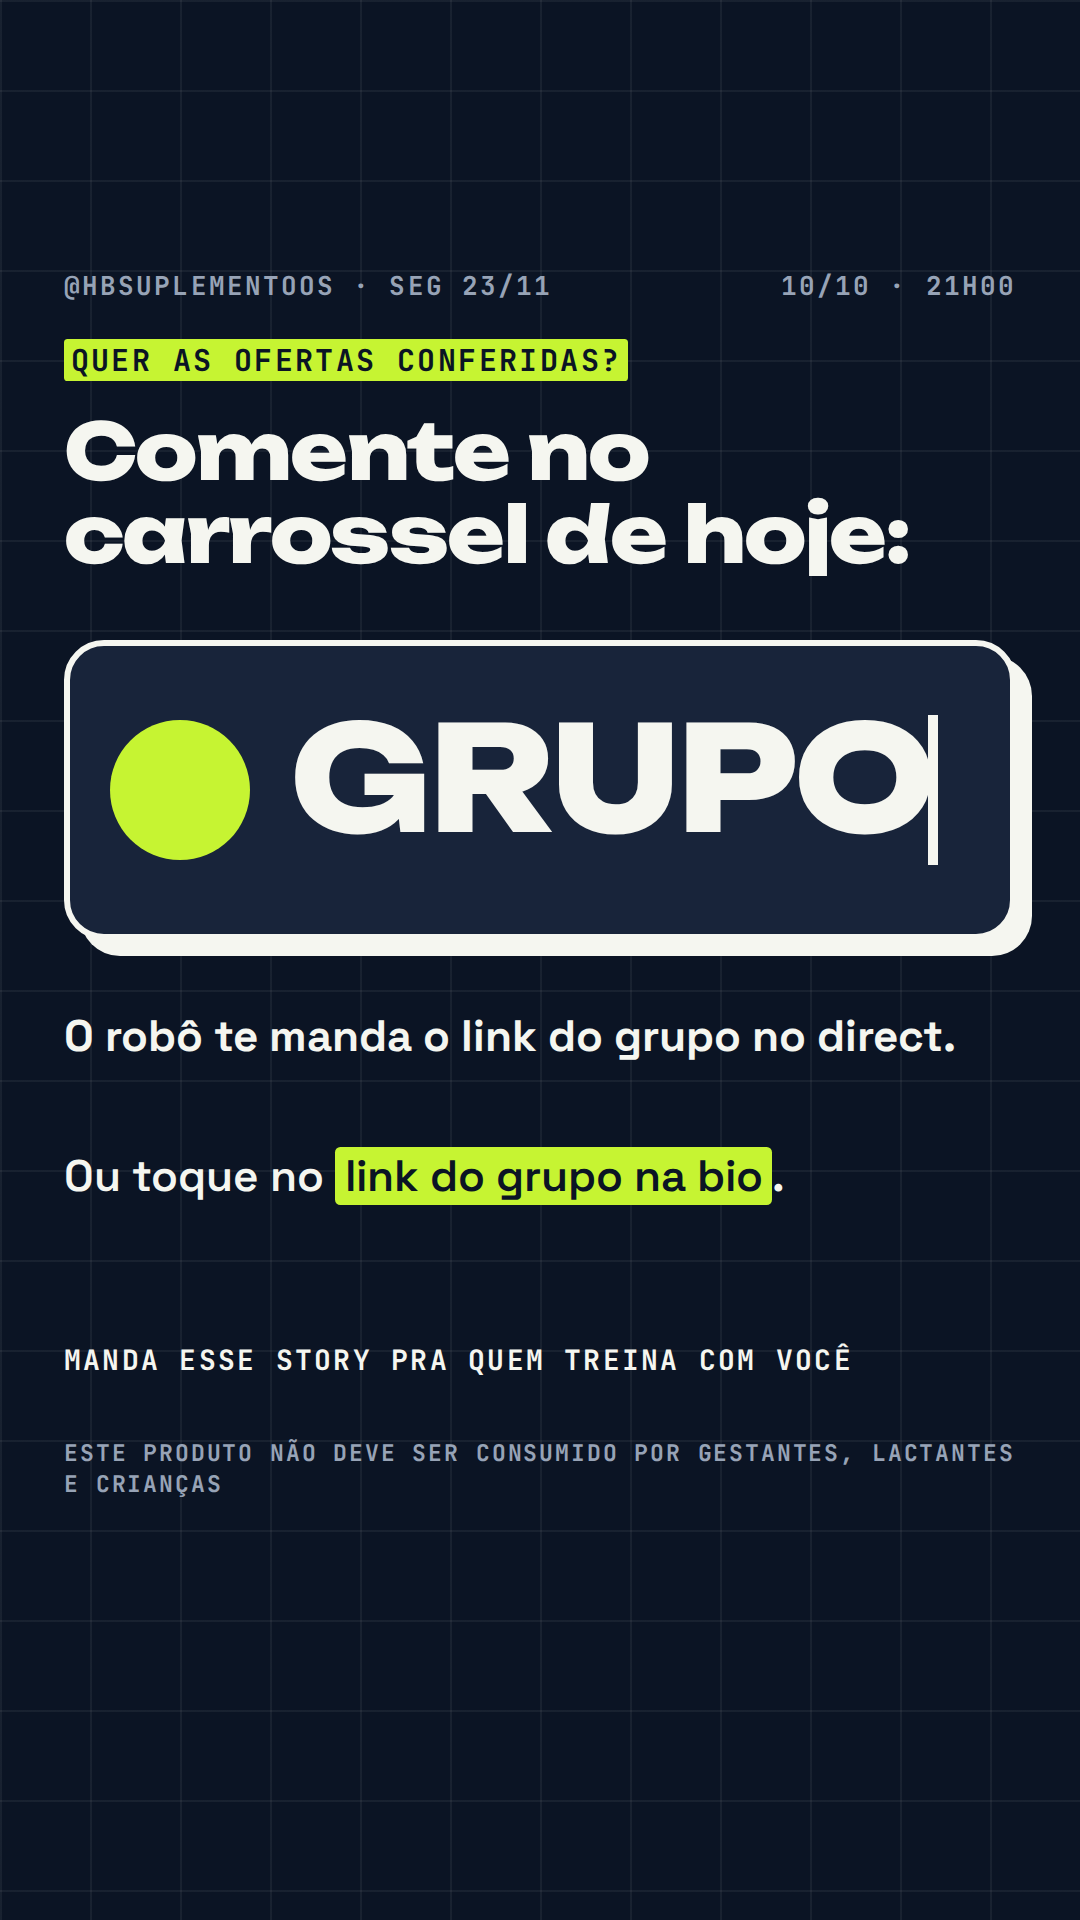 @HBSUPLEMENTOOS · SEG 23/11 10/10 · 21H00
QUER AS OFERTAS CONFERIDAS?
Comente no
carrossel de hoje:
GRUPO
O robô te manda o link do grupo no direct.
Ou toque no link do grupo na bio.
MANDA ESSE STORY PRA QUEM TREINA COM VOCÊ
ESTE PRODUTO NÃO DEVE SER CONSUMIDO POR GESTANTES, LACTANTES
E CRIANÇAS